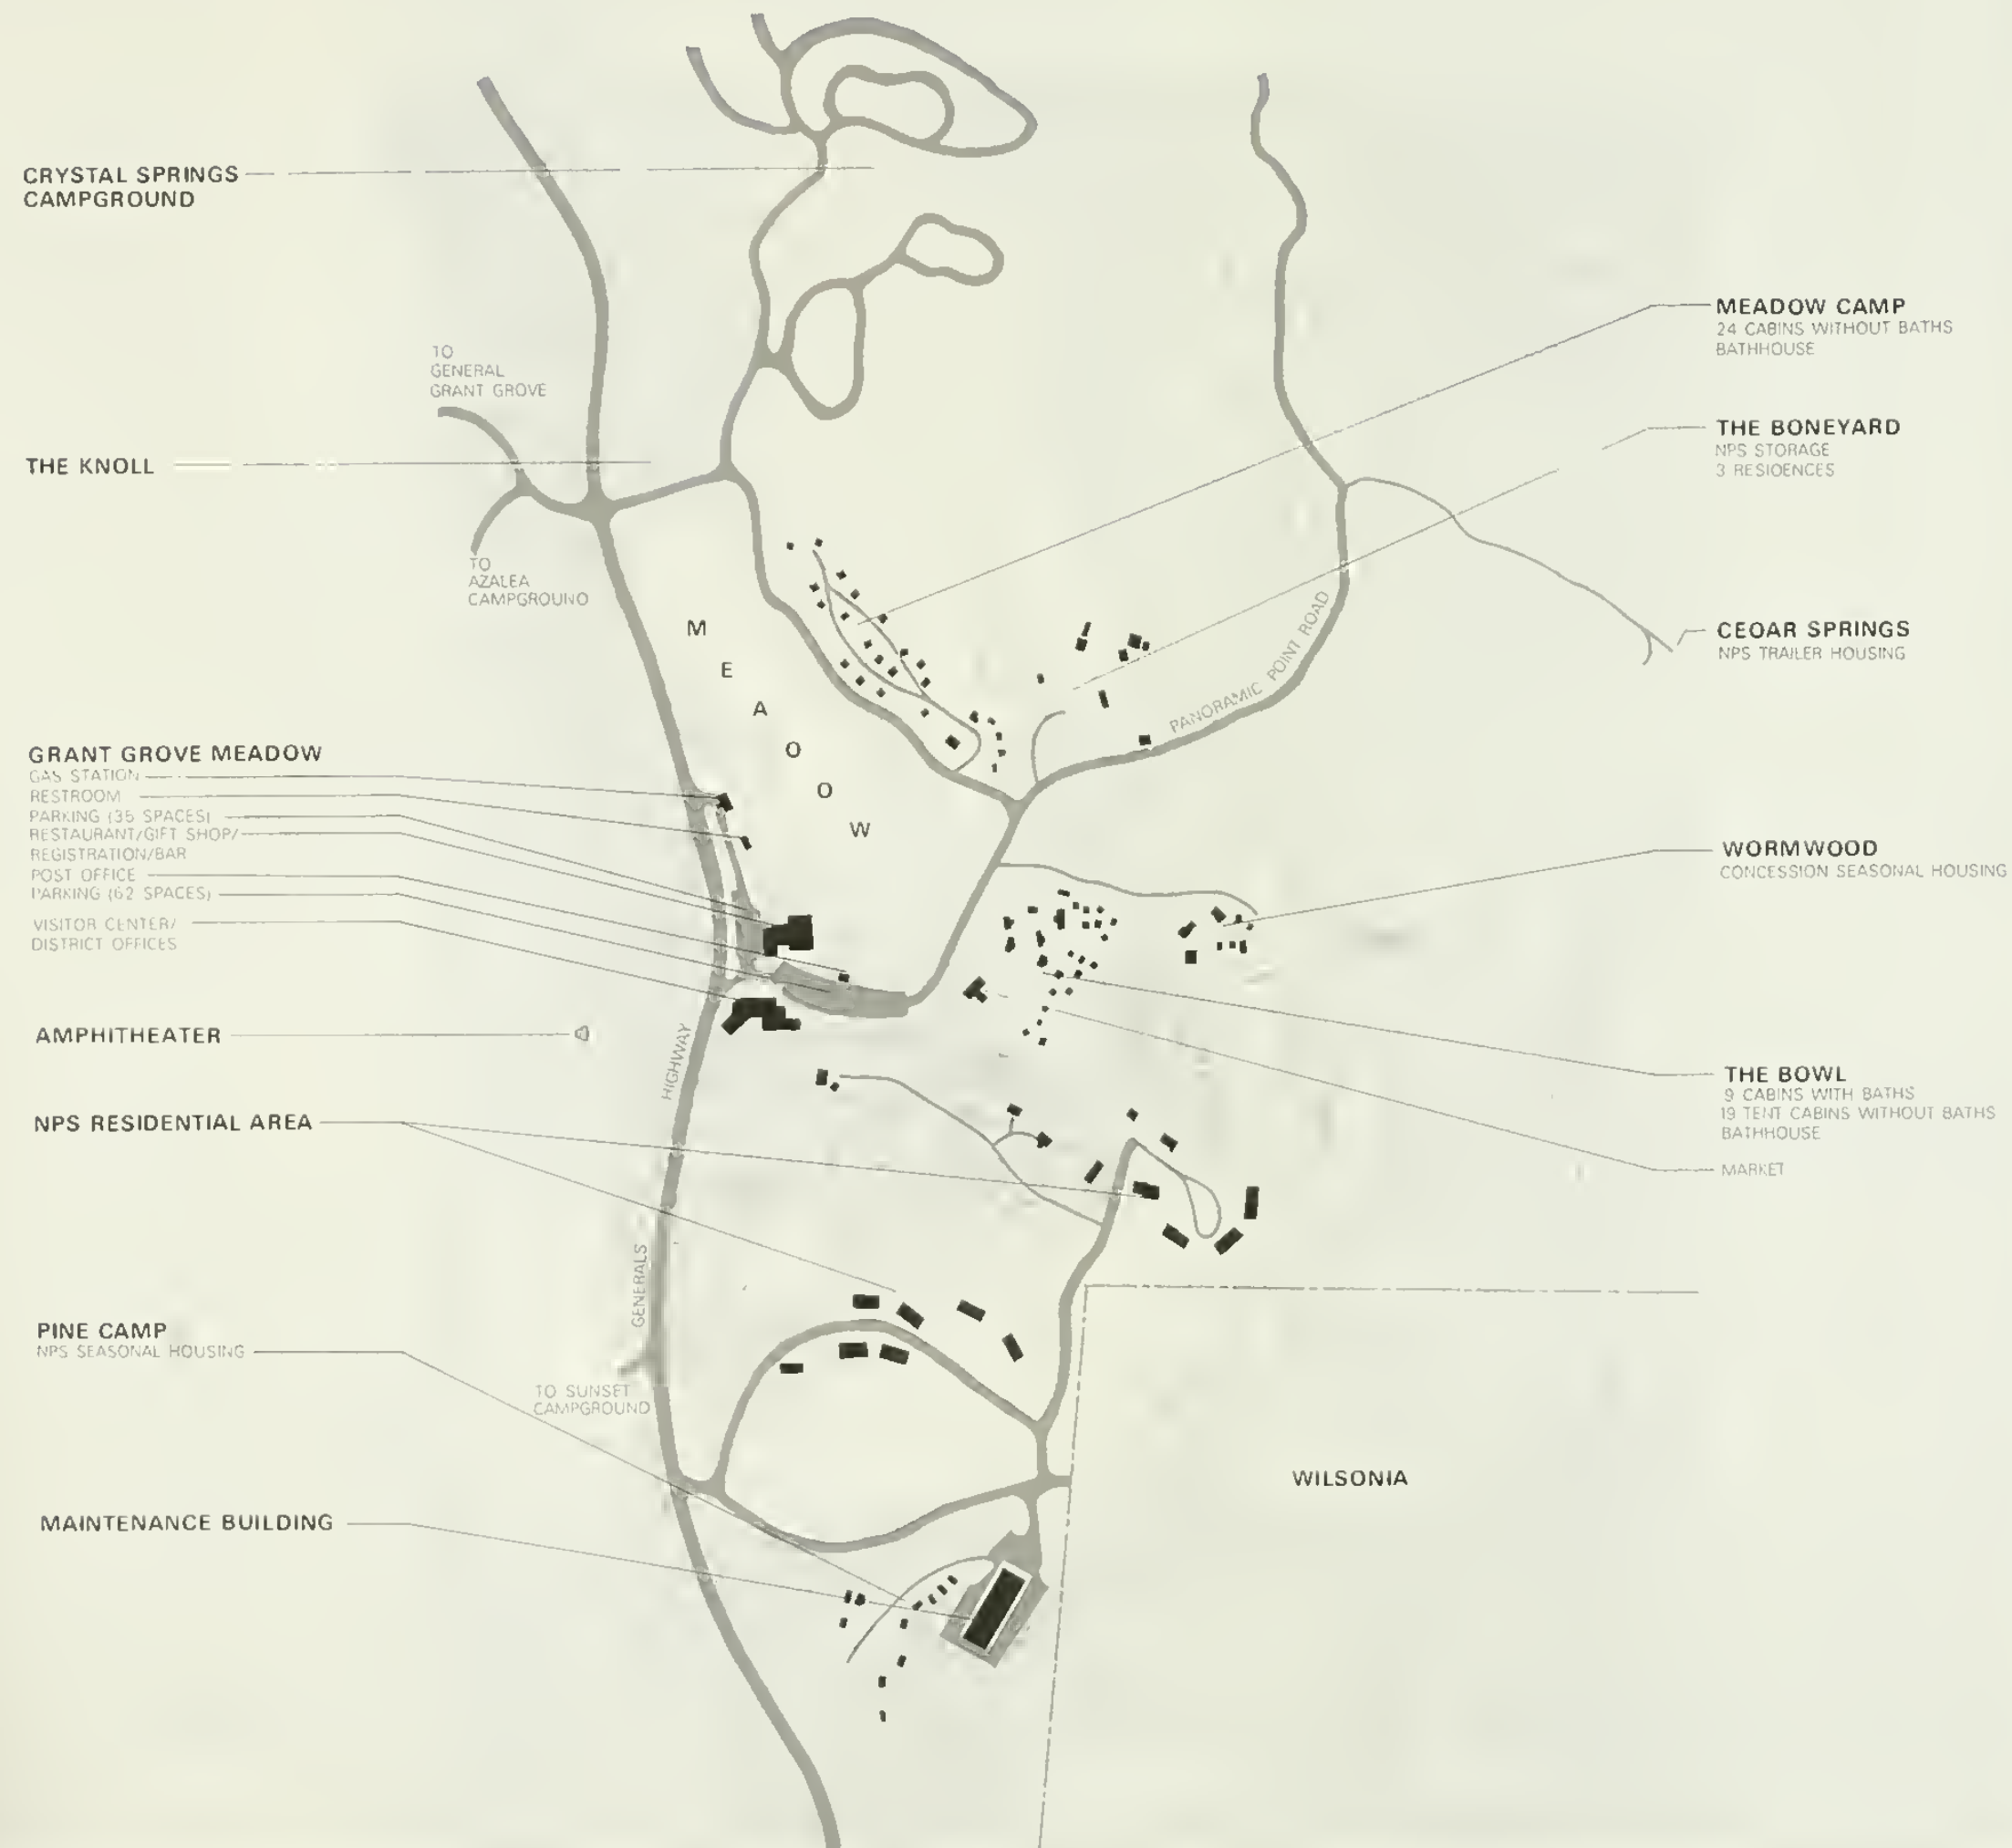 CRYSTAL SPRINGS
CAMPGROUND
TO
GENERAL
GRANT GROVE
THE KNOLL
TO
AZALEA
CAMPGROUND
MEADOW
GRANT GROVE MEADOW
GAS STATION
RESTROOM
PARKING (35 SPACES)
RESTAURANT/GIFT SHOP/
REGISTRATION/BAR
POST OFFICE
PARKING (62 SPACES)
VISITOR CENTER/
DISTRICT OFFICES
AMPHITHEATER
NPS RESIDENTIAL AREA
PINE CAMP
NPS SEASONAL HOUSING
TO SUNSET
CAMPGROUND
MAINTENANCE BUILDING
GENERALS HIGHWAY
PANORAMIC POINT ROAD
MEADOW CAMP
24 CABINS WITHOUT BATHS
BATHHOUSE
THE BONEYARD
NPS STORAGE
3 RESIDENCES
CEDAR SPRINGS
NPS TRAILER HOUSING
WORMWOOD
CONCESSION SEASONAL HOUSING
THE BOWL
9 CABINS WITH BATHS
19 TENT CABINS WITHOUT BATHS
BATHHOUSE
MARKET
WILSONIA